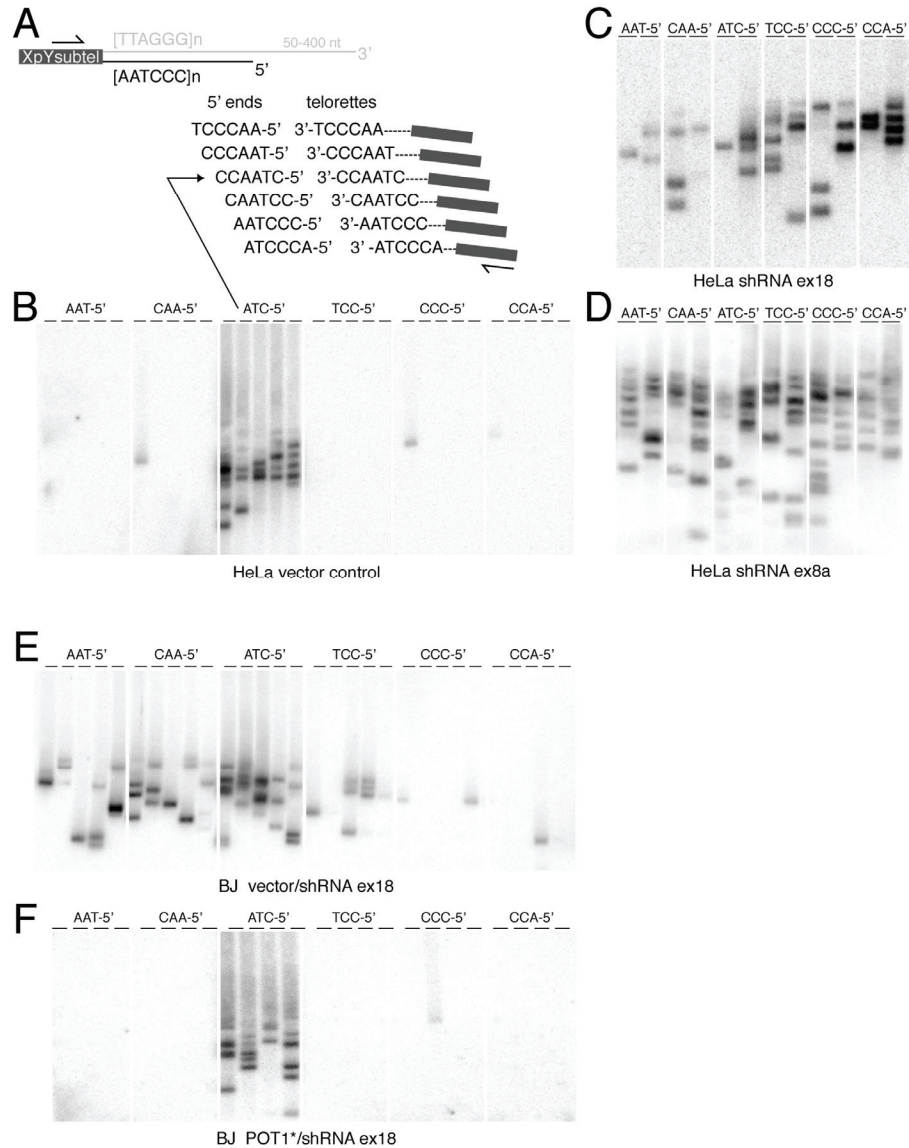 A
[TTAGGG]n
50-400 nt
3'
XpYsubtel
[AATCCC]n
5'
5' ends telorettes
TCCCAA-5' 3'-TCCCAA------
CCCAAT-5' 3'-CCCAAT-----
CCAATC-5' 3'-CCAATC-----
CAATCC-5' 3'-CAATCC----
AATCCC-5' 3'-AATCCC---
ATCCCA-5' 3' -ATCCCA---
B
AAT-5' CAA-5' ATC-5' TCC-5' CCC-5' CCA-5'
HeLa vector control
C
AAT-5' CAA-5' ATC-5' TCC-5' CCC-5' CCA-5'
HeLa shRNA ex18
D
AAT-5' CAA-5' ATC-5' TCC-5' CCC-5' CCA-5'
HeLa shRNA ex8a
E
AAT-5' CAA-5' ATC-5' TCC-5' CCC-5' CCA-5'
BJ vector/shRNA ex18
F
AAT-5' CAA-5' ATC-5' TCC-5' CCC-5' CCA-5'
BJ POT1*/shRNA ex18